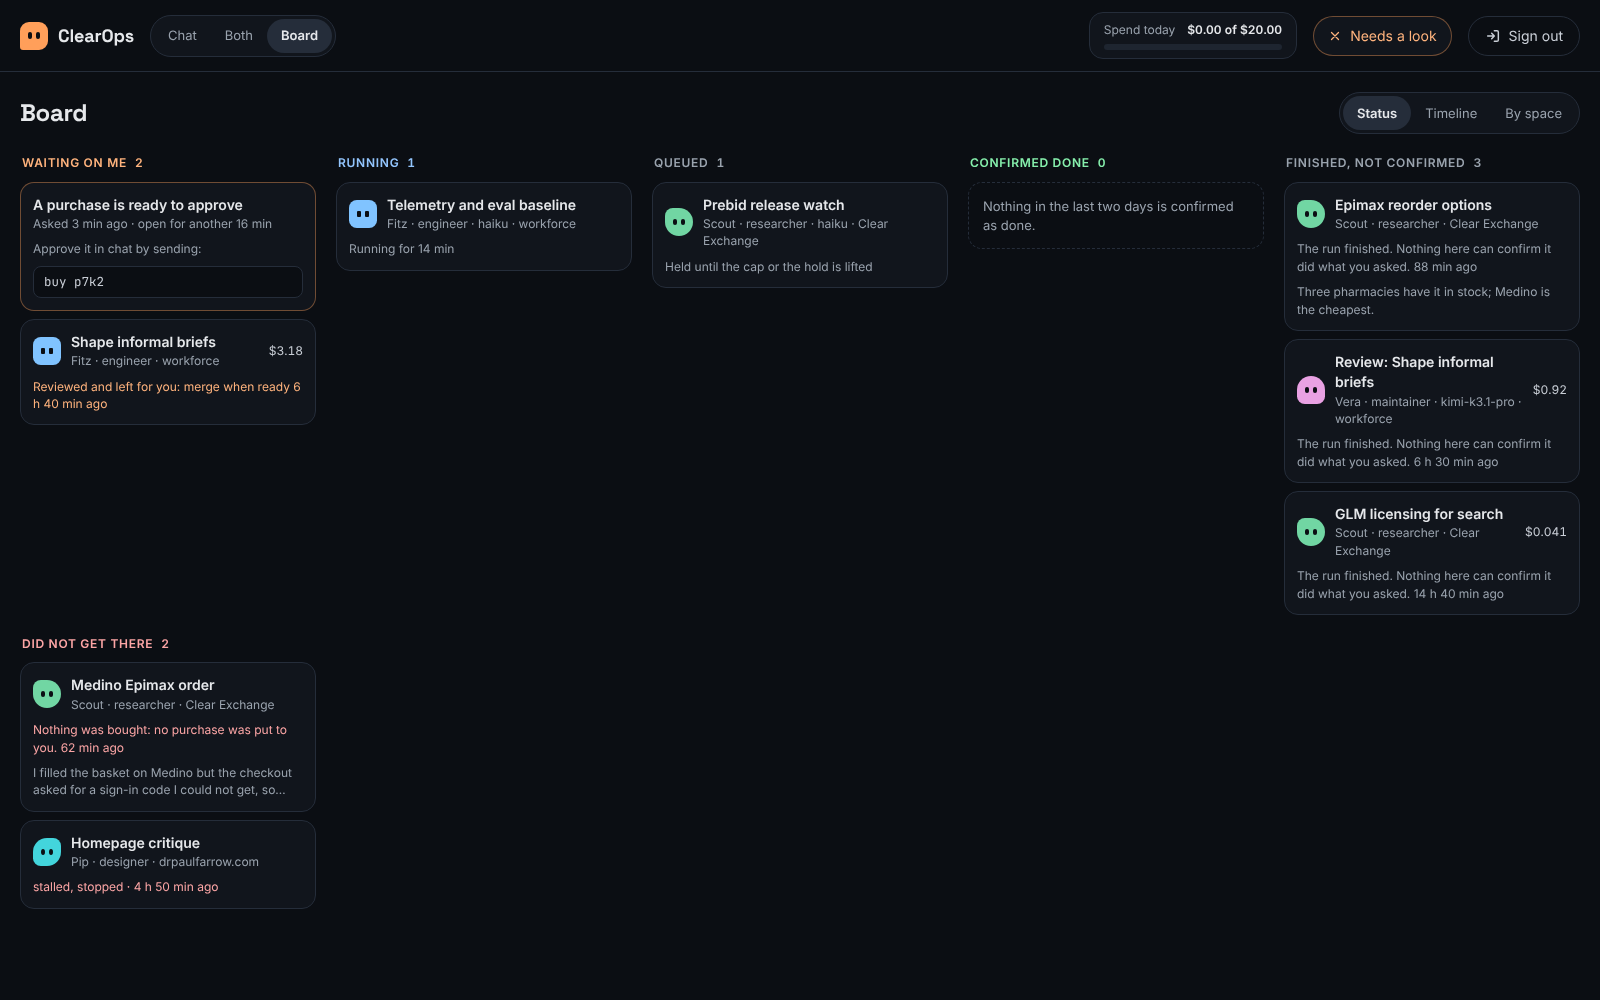 ClearOps
Chat
Both
Board
Spend today $0.00 of $20.00
Needs a look
Sign out
Board
Status
Timeline
By space
WAITING ON ME 2
A purchase is ready to approve
Asked 3 min ago · open for another 16 min
Approve it in chat by sending:
buy p7k2
Shape informal briefs
Fitz · engineer · workforce
$3.18
Reviewed and left for you: merge when ready 6
h 40 min ago
RUNNING 1
Telemetry and eval baseline
Fitz · engineer · haiku · workforce
Running for 14 min
QUEUED 1
Prebid release watch
Scout · researcher · haiku · Clear
Exchange
Held until the cap or the hold is lifted
CONFIRMED DONE 0
Nothing in the last two days is confirmed
as done.
FINISHED, NOT CONFIRMED 3
Epimax reorder options
Scout · researcher · Clear Exchange
The run finished. Nothing here can confirm it
did what you asked. 88 min ago
Three pharmacies have it in stock; Medino is
the cheapest.
Review: Shape informal
briefs
Vera · maintainer · kimi-k3.1-pro ·
workforce
$0.92
The run finished. Nothing here can confirm it
did what you asked. 6 h 30 min ago
GLM licensing for search
Scout · researcher · Clear
Exchange
$0.041
The run finished. Nothing here can confirm it
did what you asked. 14 h 40 min ago
DID NOT GET THERE 2
Medino Epimax order
Scout · researcher · Clear Exchange
Nothing was bought: no purchase was put to
you. 62 min ago
I filled the basket on Medino but the checkout
asked for a sign-in code I could not get, so…
Homepage critique
Pip · designer · drpaulfarrow.com
stalled, stopped · 4 h 50 min ago